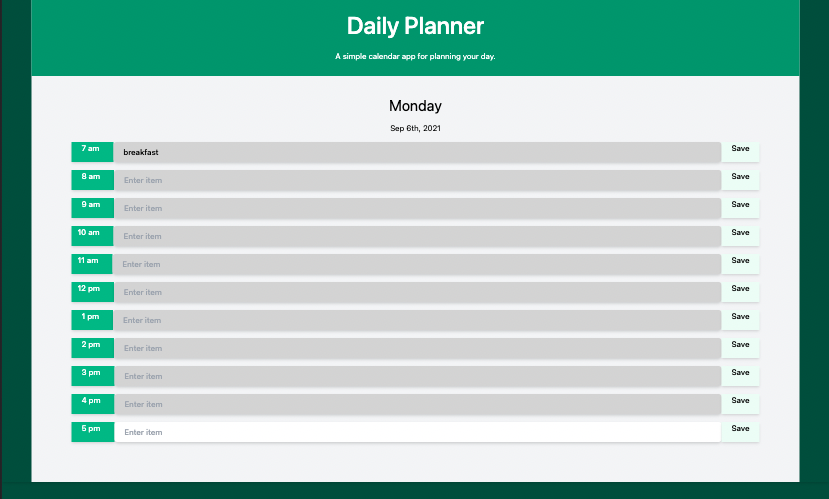 Daily Planner
A simple calendar app for planning your day.
Monday
Sep 6th, 2021
7 am breakfast Save
8 am Enter item Save
9 am Enter item Save
10 am Enter item Save
11 am Enter item Save
12 pm Enter item Save
1 pm Enter item Save
2 pm Enter item Save
3 pm Enter item Save
4 pm Enter item Save
5 pm Enter item Save